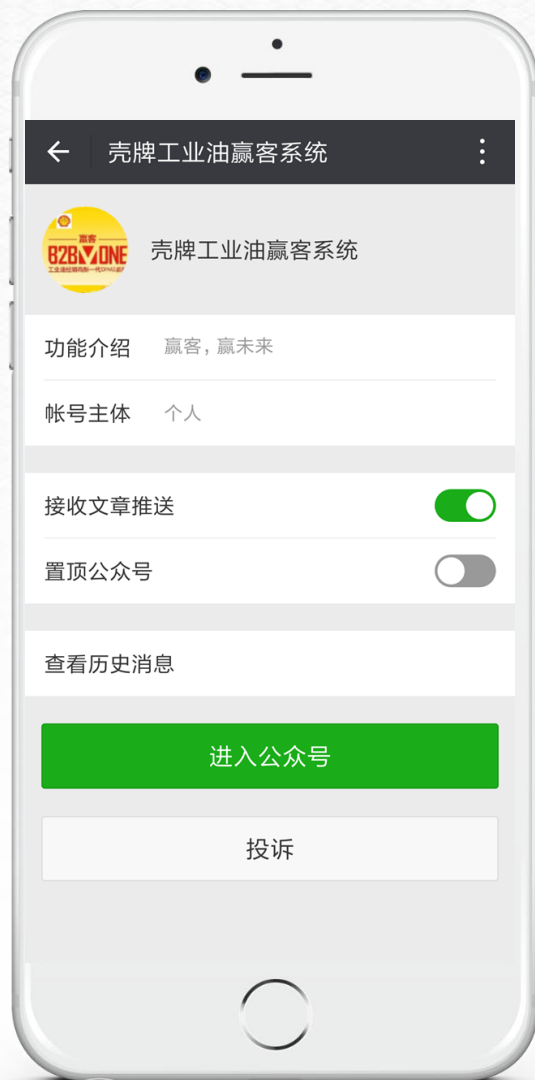 壳牌工业油赢客系统
赢客
B2B ONE
壳牌工业油赢客系统
功能介绍 赢客，赢未来
帐号主体 个人
接收文章推送
置顶公众号
查看历史消息
进入公众号
投诉